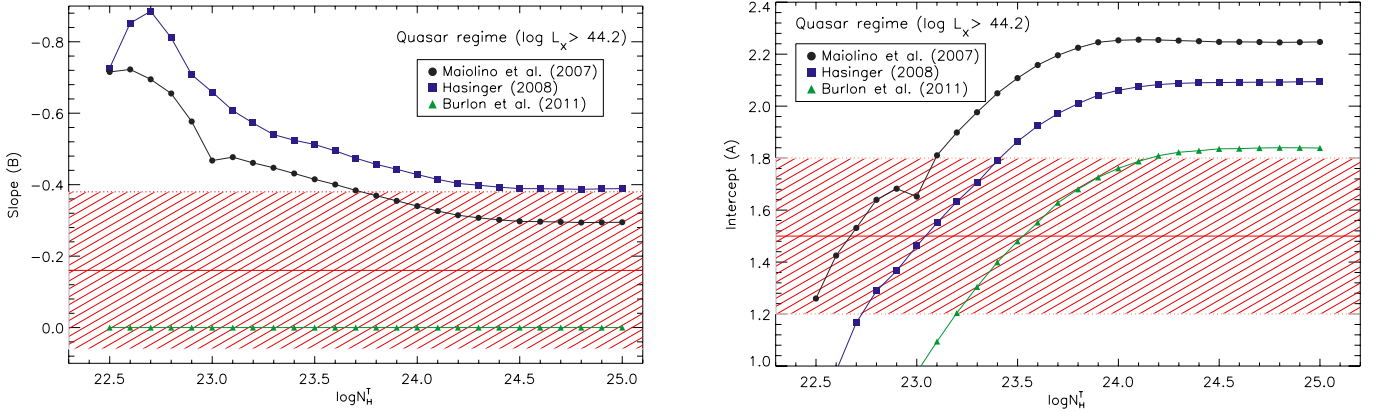 Quasar regime (log Lx> 44.2)
Maiolino et al. (2007)
Hasinger (2008)
Burlon et al. (2011)
Slope (B)
-0.8
-0.6
-0.4
-0.2
0.0
22.5 23.0 23.5 24.0 24.5 25.0
logN_H^T
Quasar regime (log Lx> 44.2)
Maiolino et al. (2007)
Hasinger (2008)
Burlon et al. (2011)
Intercept (A)
2.4
2.2
2.0
1.8
1.6
1.4
1.2
1.0
22.5 23.0 23.5 24.0 24.5 25.0
logN_H^T